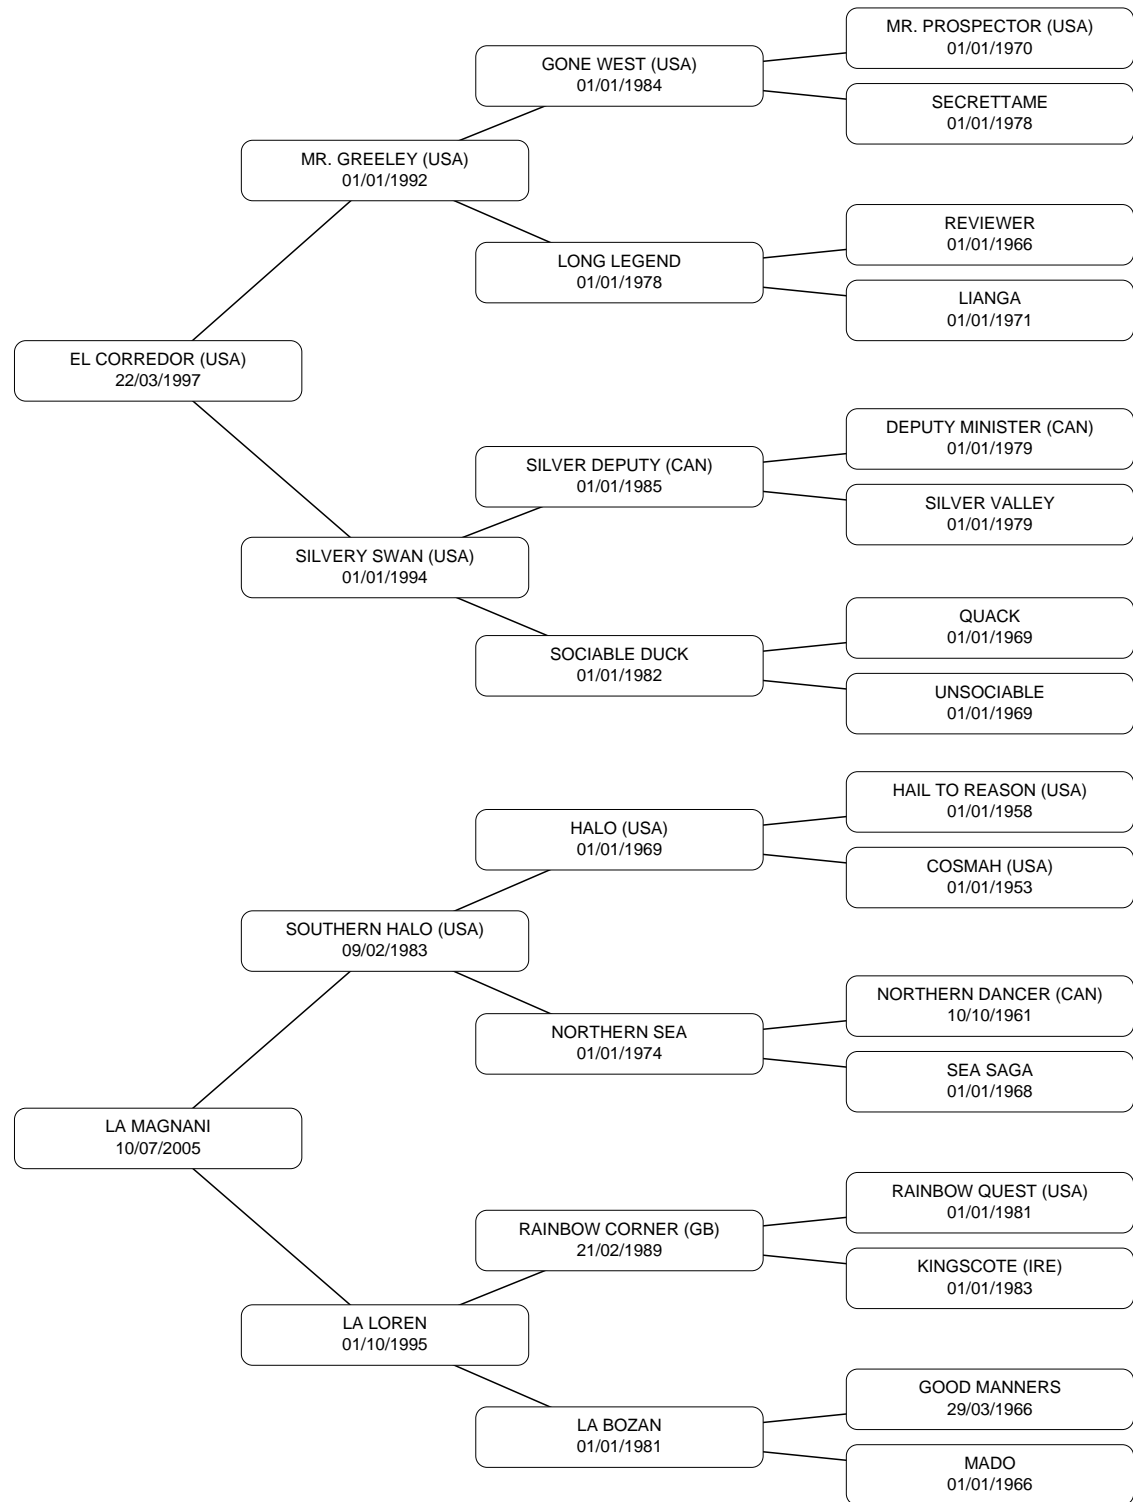 MR. PROSPECTOR (USA)
01/01/1970
GONE WEST (USA)
01/01/1984
SECRETTAME
01/01/1978
MR. GREELEY (USA)
01/01/1992
REVIEWER
01/01/1966
LONG LEGEND
01/01/1978
LIANGA
01/01/1971
EL CORREDOR (USA)
22/03/1997
DEPUTY MINISTER (CAN)
01/01/1979
SILVER DEPUTY (CAN)
01/01/1985
SILVER VALLEY
01/01/1979
SILVERY SWAN (USA)
01/01/1994
QUACK
01/01/1969
SOCIABLE DUCK
01/01/1982
UNSOCIABLE
01/01/1969
HAIL TO REASON (USA)
01/01/1958
HALO (USA)
01/01/1969
COSMAH (USA)
01/01/1953
SOUTHERN HALO (USA)
09/02/1983
NORTHERN DANCER (CAN)
10/10/1961
NORTHERN SEA
01/01/1974
SEA SAGA
01/01/1968
LA MAGNANI
10/07/2005
RAINBOW QUEST (USA)
01/01/1981
RAINBOW CORNER (GB)
21/02/1989
KINGSCOTE (IRE)
01/01/1983
LA LOREN
01/10/1995
GOOD MANNERS
29/03/1966
LA BOZAN
01/01/1981
MADO
01/01/1966